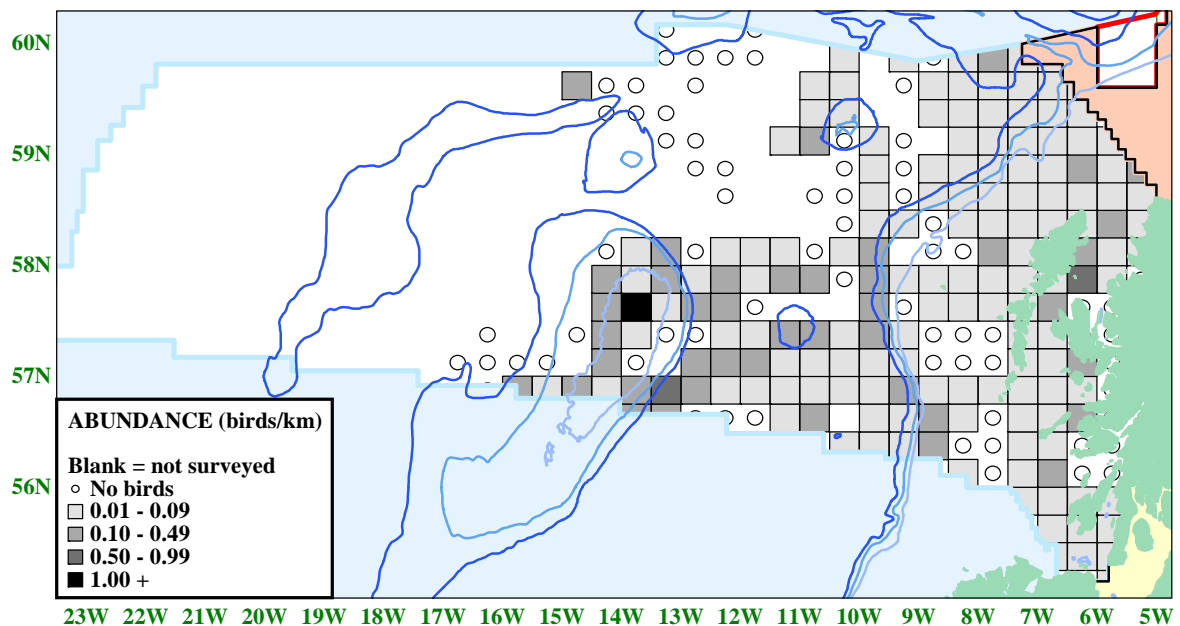 60N
59N
58N
57N
56N
ABUNDANCE (birds/km)
Blank = not surveyed
No birds
0.01 - 0.09
0.10 - 0.49
0.50 - 0.99
1.00 +
23W 22W 21W 20W 19W 18W 17W 16W 15W 14W 13W 12W 11W 10W 9W 8W 7W 6W 5W